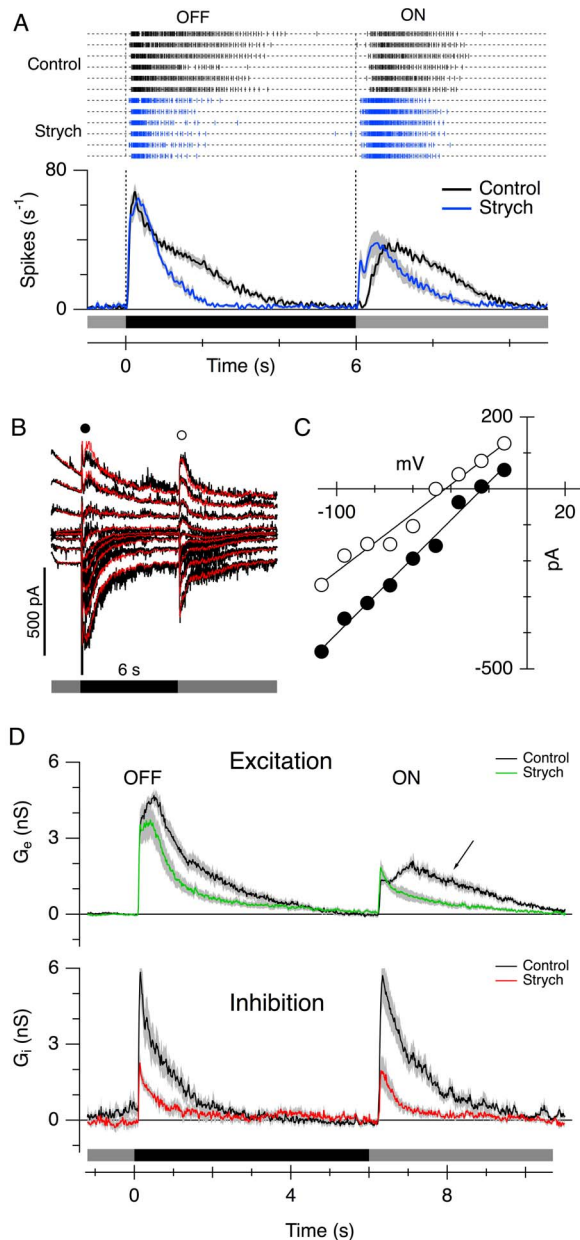 A
OFF ON
Control
Strych
80
Control
Strych
Spikes (s-1)
0
0 6
Time (s)
B
500 pA
6 s
C
200
mV
-100 20
pA
-500
D
6
Excitation
Control
Strych
OFF ON
Ge (nS)
3
0
6
Control
Strych
Inhibition
Gi (nS)
3
0
0 4 8
Time (s)